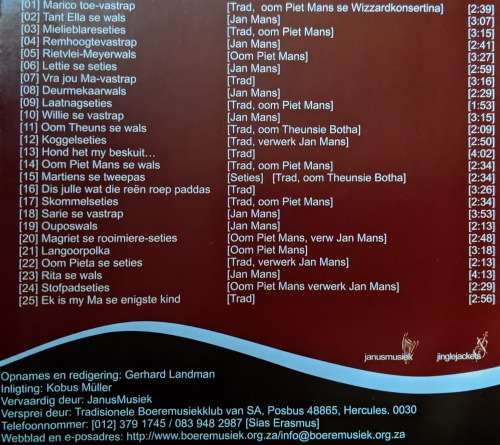 [01] Marico toe-vastrap [Trad, oom Piet Mans se Wizzardkonsertina] [2:39]
[02] Tant Ella se wals [Jan Mans] [3:07]
[03] Mielieblareseties [Trad, oom Piet Mans] [3:15]
[04] Remhoogtevastrap [Jan Mans] [2:41]
[05] Rietvlei-Meyerwals [Oom Piet Mans] [3:27]
[06] Lettie se seties [Jan Mans] [2:59]
[07] Vra jou Ma-vastrap [Trad] [3:16]
[08] Deurmekaarwals [Jan Mans] [2:29]
[09] Laatnagseties [Trad, oom Piet Mans] [1:53]
[10] Willie se vastrap [Jan Mans] [3:15]
[11] Oom Theuns se wals [Trad, oom Theunsie Botha] [2:09]
[12] Koggelseties [Trad, verwerk Jan Mans] [2:50]
[13] Hond het my beskuit... [Trad] [4:02]
[14] Oom Piet Mans se wals [Trad, oom Piet Mans] [2:34]
[15] Martiens se tweepas [Seties] [Trad, oom Theunsie Botha] [2:34]
[16] Dis julle wat die reën roep paddas [Trad] [3:26]
[17] Skommelseties [Trad, oom Piet Mans] [2:34]
[18] Sarie se vastrap [Jan Mans] [3:53]
[19] Ouposwals [Jan Mans] [2:13]
[20] Magriet se rooimiere-seties [Oom Piet Mans, verw Jan Mans] [2:48]
[21] Langoorpolka [Oom Piet Mans] [3:18]
[22] Oom Pieta se seties [Trad, verwerk Jan Mans] [2:13]
[23] Rita se wals [Jan Mans] [4:13]
[24] Stofpadseties [Oom Piet Mans verwerk Jan Mans] [2:29]
[25] Ek is my Ma se enigste kind [Trad] [2:56]
janusmusiek jinglejackets
Opnames en redigering: Gerhard Landman
Inligting: Kobus Müller
Vervaardig deur: JanusMusiek
Versprei deur: Tradisionele Boeremusiekklub van SA, Posbus 48865, Hercules. 0030
Telefoonnommer: [012] 379 1745 / 083 948 2987 [Sias Erasmus]
Webblad en e-posadres: http://www.boeremusiek.org.za/info@boeremusiek.org.za